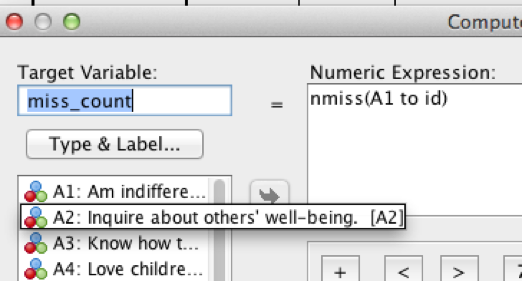 Compute
Target Variable:
Numeric Expression:
miss_count
=
nmiss(A1 to id)
Type & Label...
A1: Am indiffere...
A2: Inquire about others' well-being. [A2]
A3: Know how t...
A4: Love childre...
+
<
>